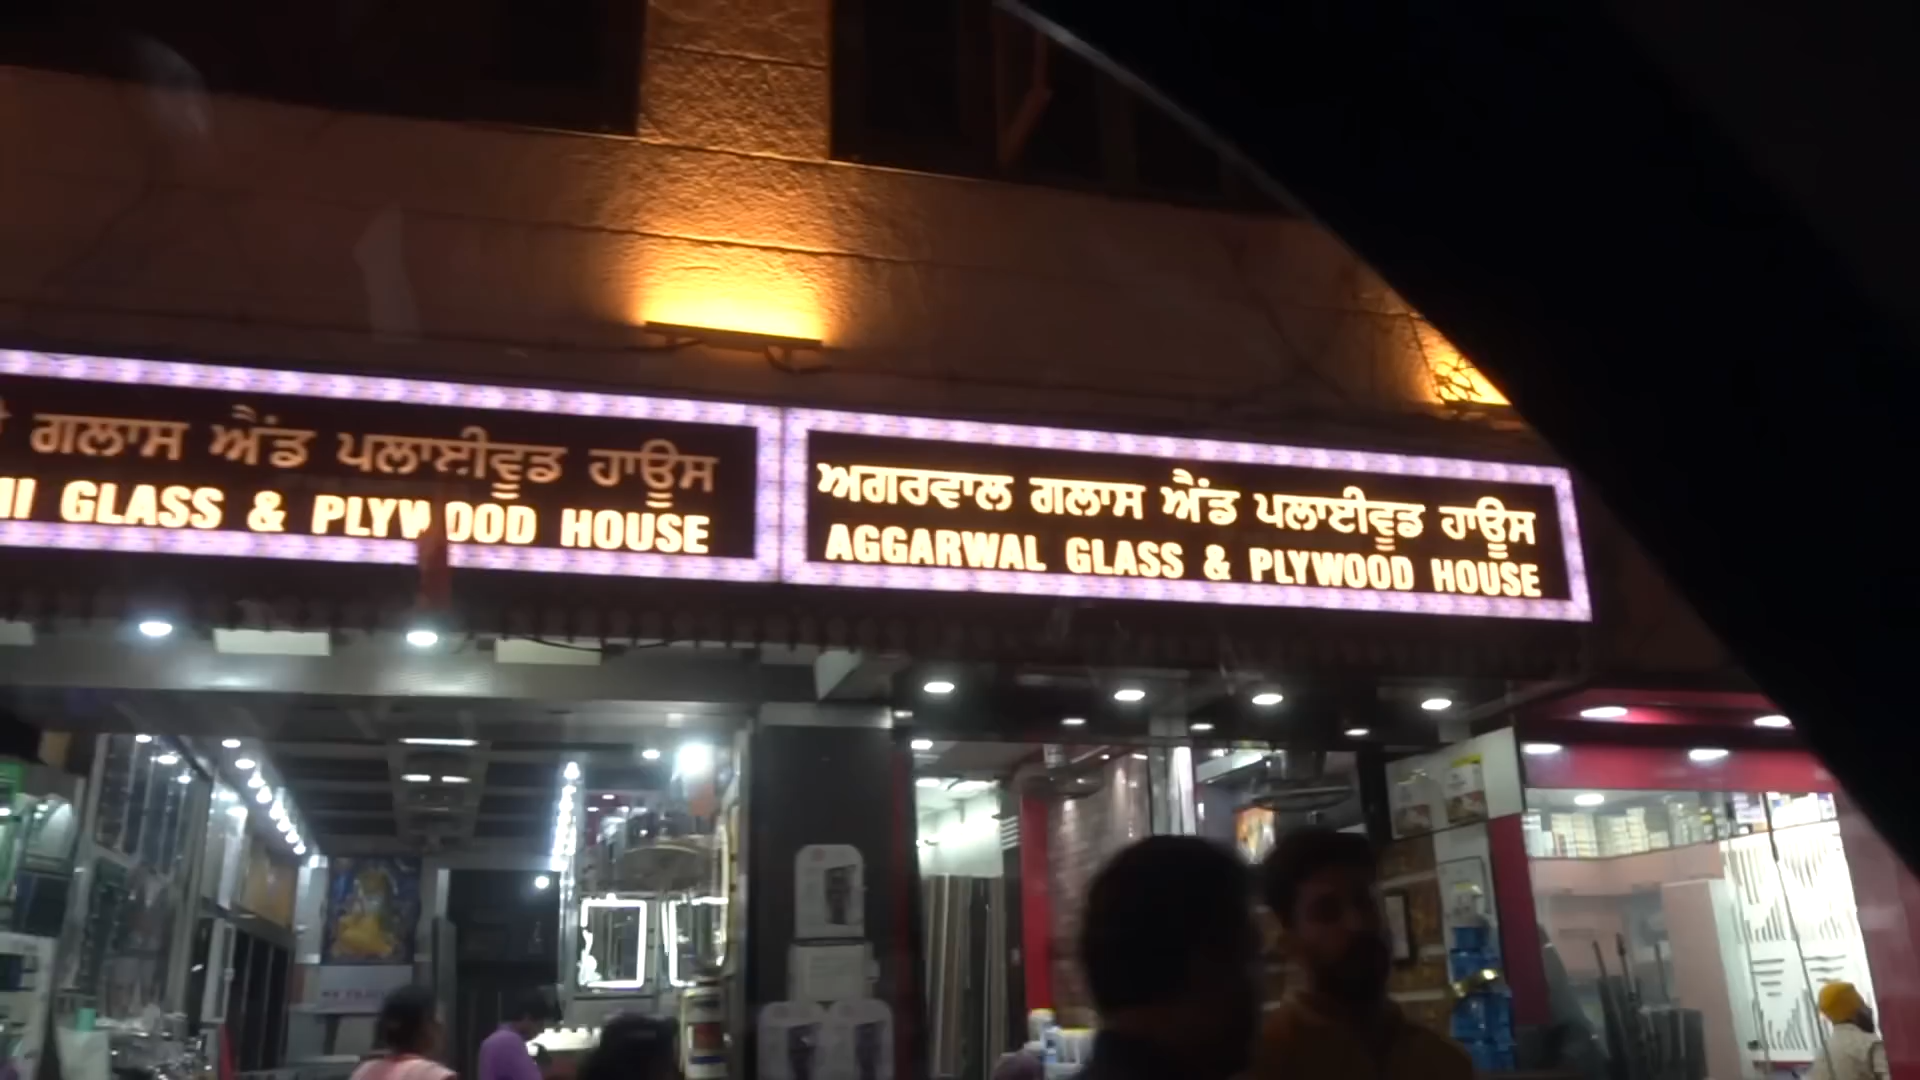 ਗਲਾਸ ਐਂਡ ਪਲਾਈਵੂਡ ਹਾਊਸ
GLASS & PLYWOOD HOUSE
ਅਗਰਵਾਲ ਗਲਾਸ ਐਂਡ ਪਲਾਈਵੂਡ ਹਾਊਸ
AGGARWAL GLASS & PLYWOOD HOUSE